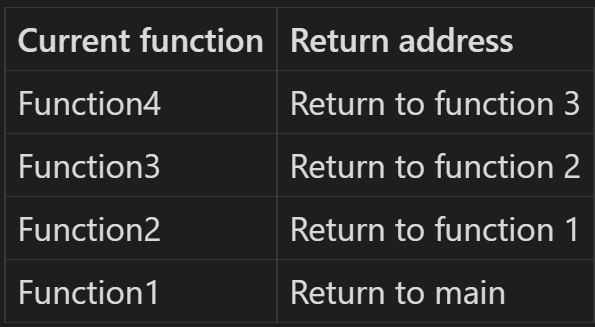 Current function Return address
Function4 Return to function 3
Function3 Return to function 2
Function2 Return to function 1
Function1 Return to main